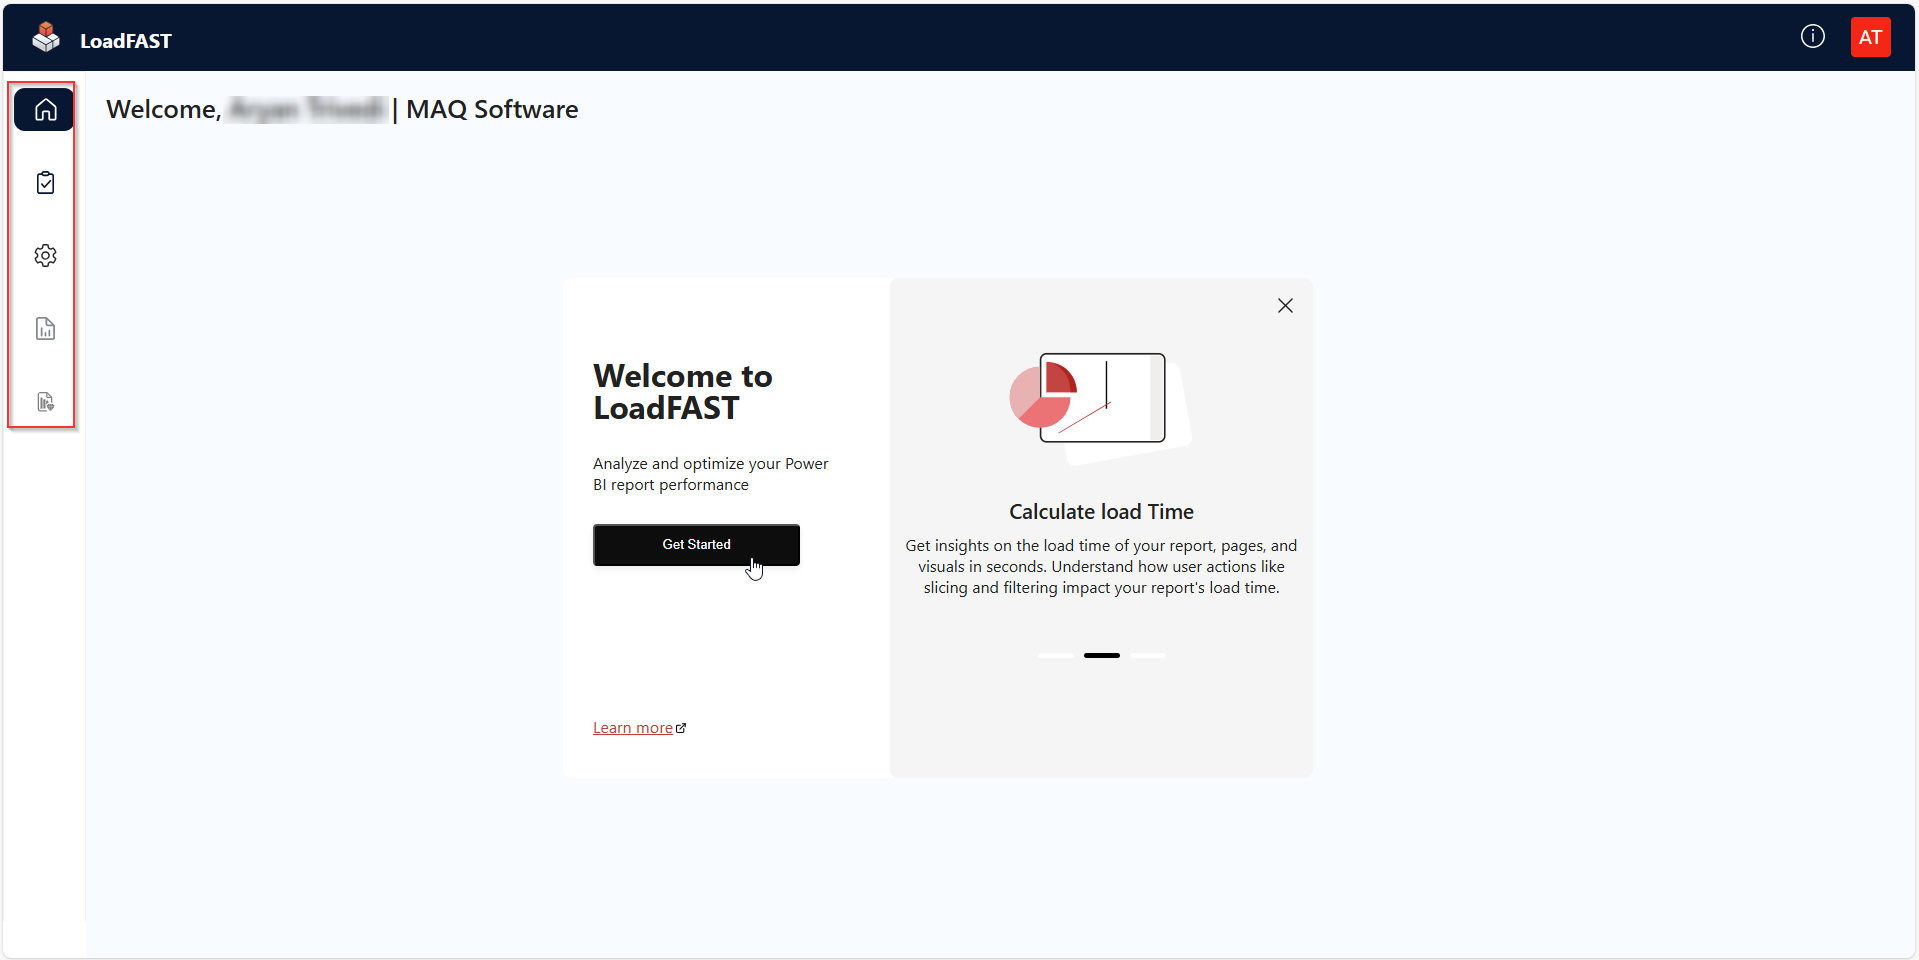 LoadFAST
AT
Welcome, | MAQ Software
Welcome to
LoadFAST
Analyze and optimize your Power
BI report performance
Get Started
Learn more
Calculate load Time
Get insights on the load time of your report, pages, and
visuals in seconds. Understand how user actions like
slicing and filtering impact your report's load time.